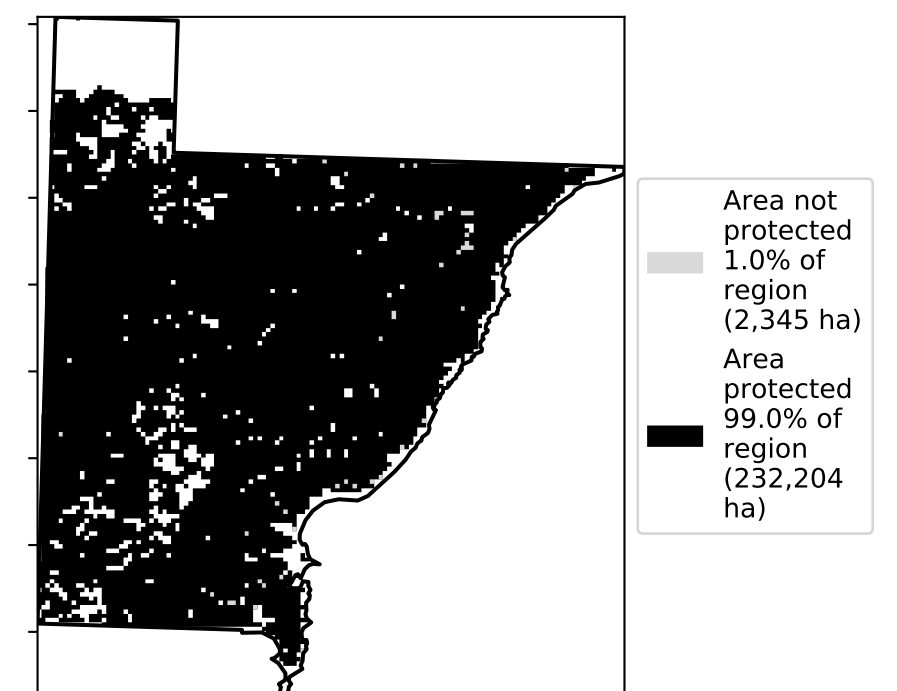 Area not
protected
1.0% of
region
(2,345 ha)
Area
protected
99.0% of
region
(232,204
ha)